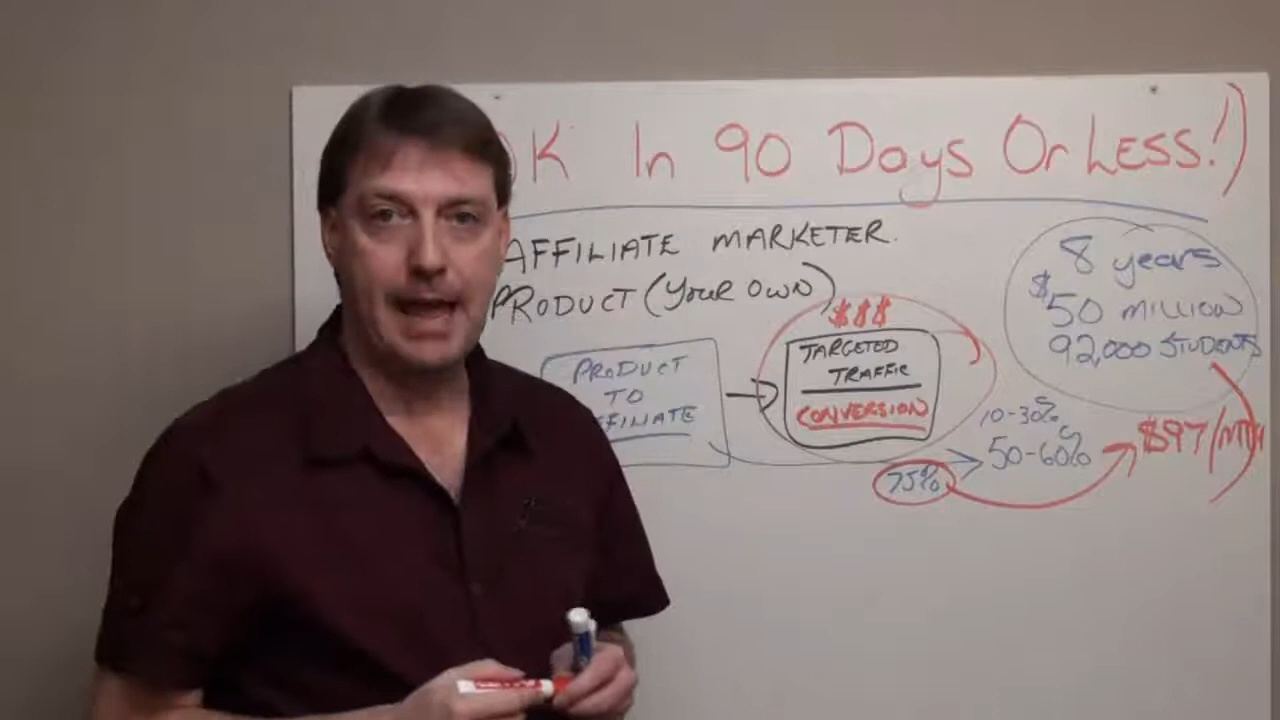 0K In 90 Days Or Less!)
AFFILIATE MARKETER.
PRODUCT (Your own)
$$$
PRODUCT
TO
TARGETED
TRAFFIC
CONVERSION
8 years
$50 MILLION
92,000 STUDENTS
10-30%
50-60%
75%
$97/MTH